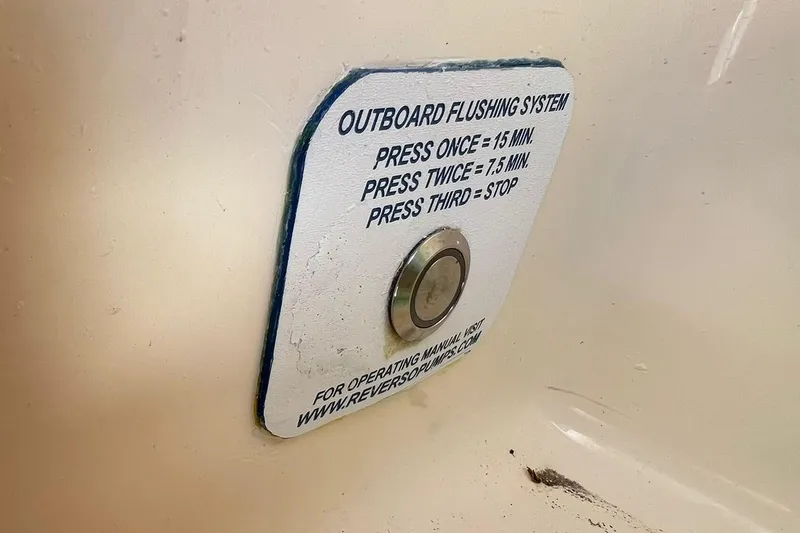 OUTBOARD FLUSHING SYSTEM
PRESS ONCE = 15 MIN.
PRESS TWICE = 7.5 MIN.
PRESS THIRD = STOP
FOR OPERATING MANUAL VISIT
WWW.REVERSOPUMPS.COM